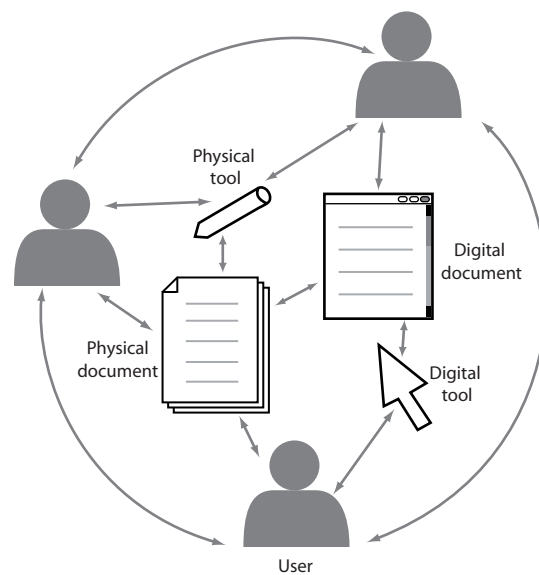 Physical
tool
Digital
document
Physical
document
Digital
tool
User